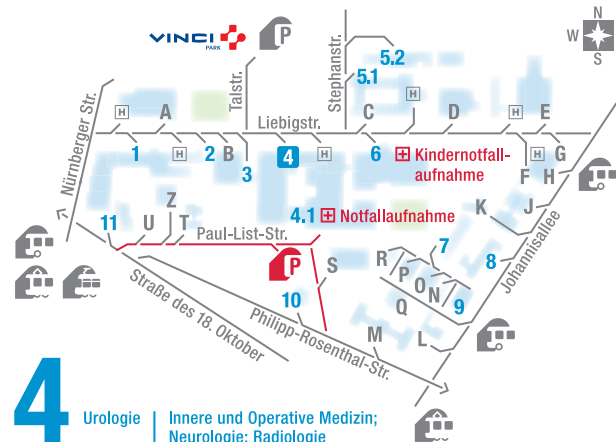 N
W
S
VINCI
PARK
P
5.2
5.1
Stephanstr.
Talstr.
Nürnberger Str.
H
A
C
H
D
H
E
Liebigstr.
1
H
2
B
3
4
H
6
Kindernotfall-
aufnahme
F
H
G
H
Z
11
U
T
4.1
Notfallaufnahme
K
J
Paul-List-Str.
Johannisallee
P
S
R
P
O
N
7
8
9
Q
10
Straße des 18. Oktober
Philipp-Rosenthal-Str.
M
L
4
Urologie
Innere und Operative Medizin;
Neurologie; Radiologie